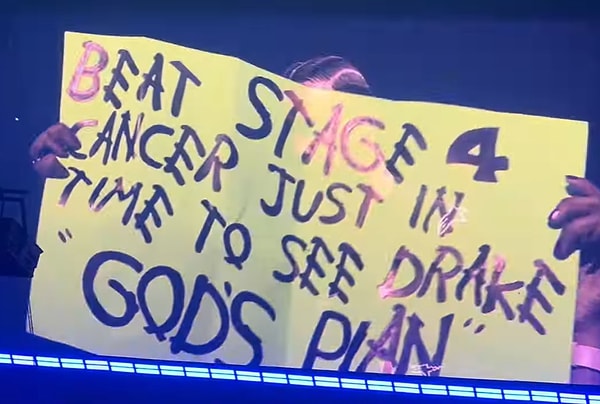 BEAT STAGE 4
CANCER JUST IN
TIME TO SEE DRAKE
"GOD'S PLAN"